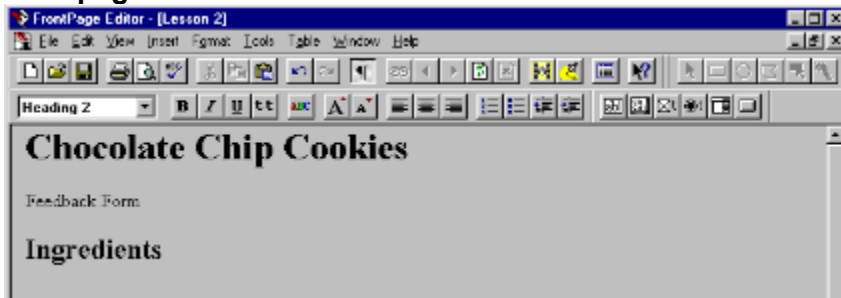 FrontPage Editor - [Lesson 2]
File Edit View Insert Format Tools Table Window Help
Heading 2 B I U tt A A
Chocolate Chip Cookies
Feedback Form
Ingredients